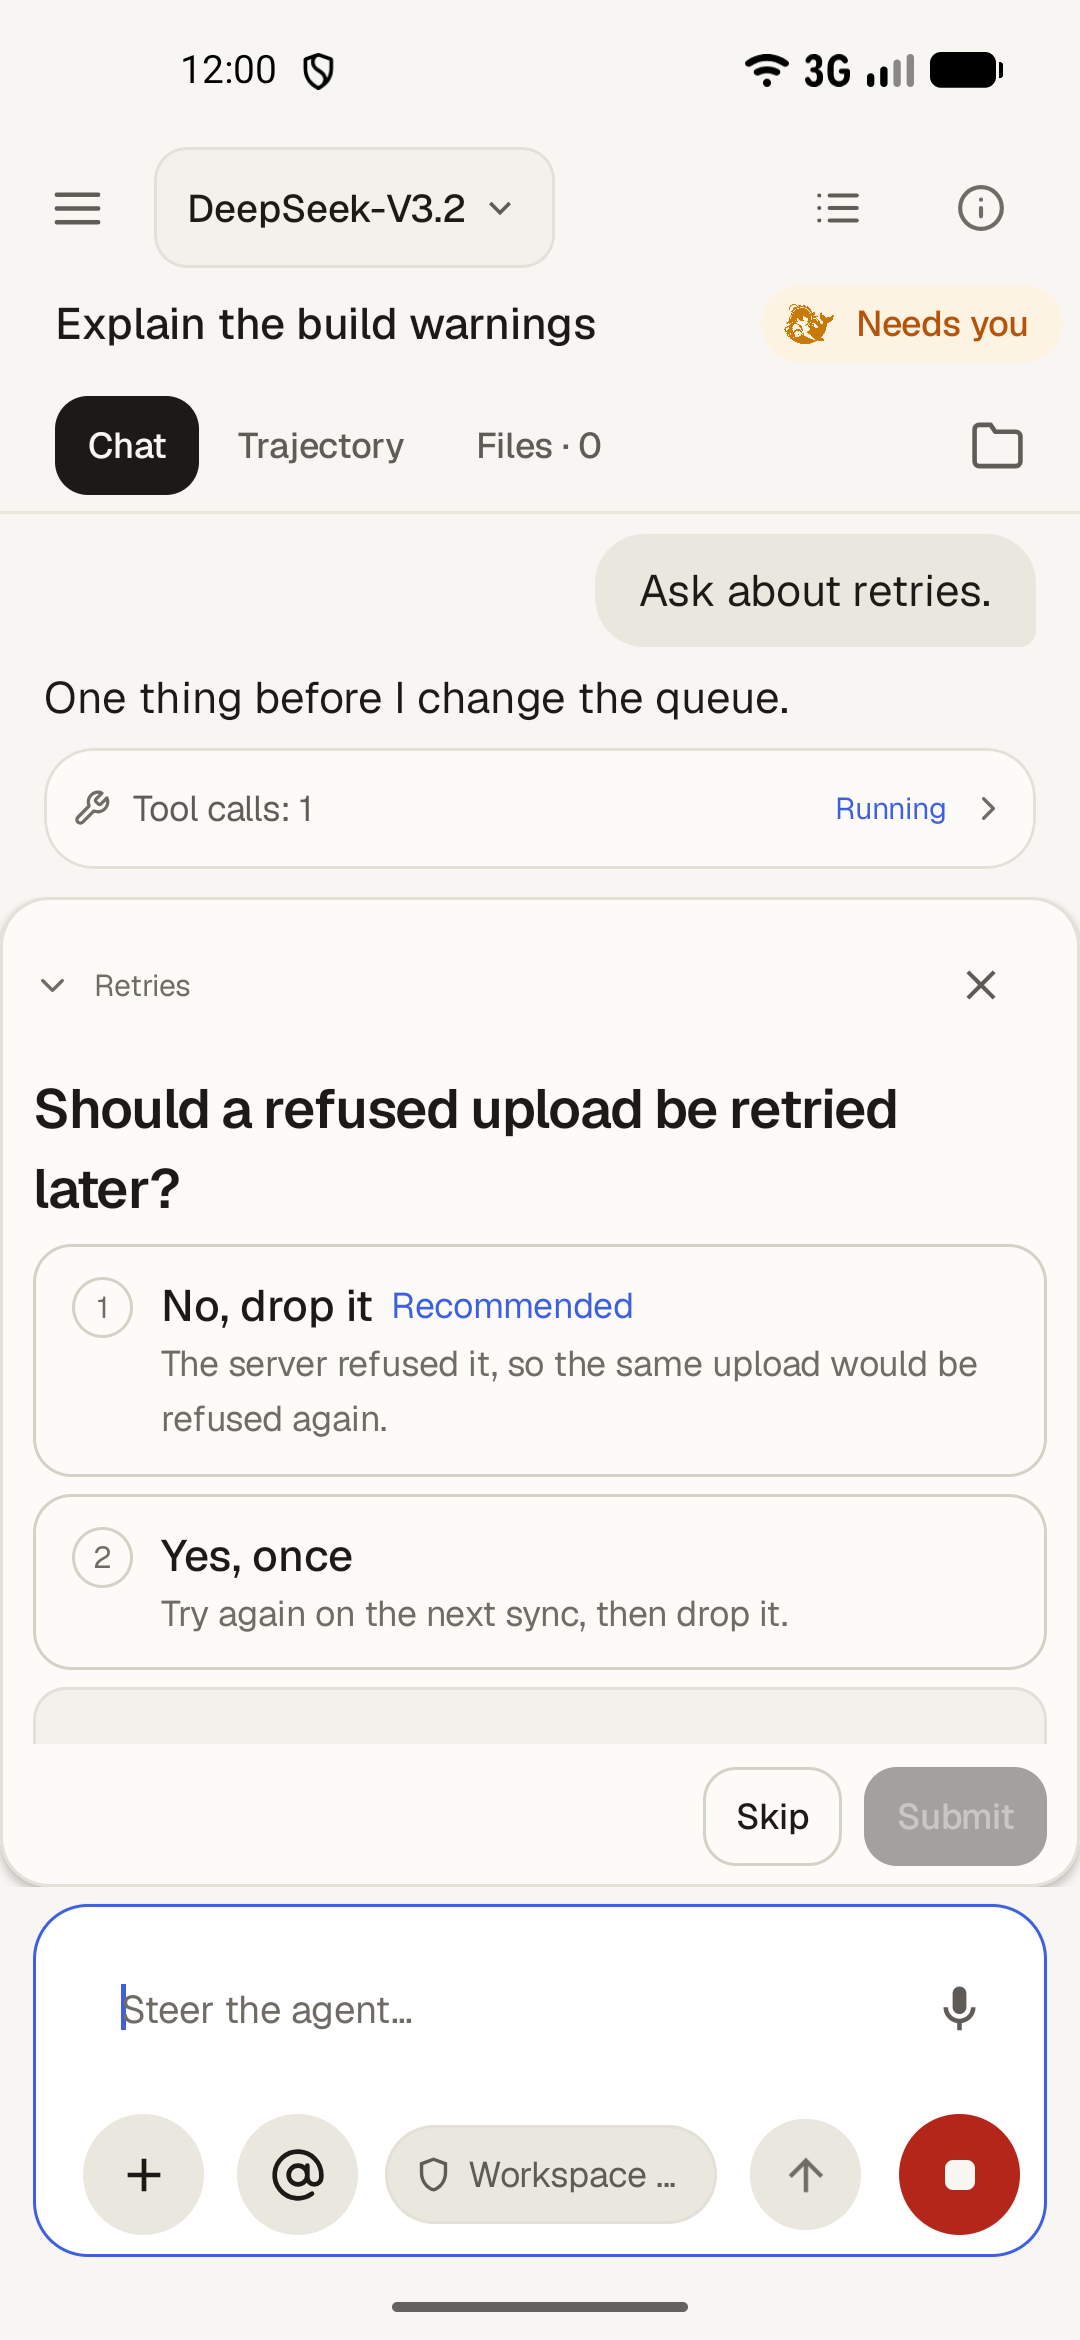 12:00
3G
DeepSeek-V3.2
Explain the build warnings
Needs you
Chat
Trajectory
Files · 0
Ask about retries.
One thing before I change the queue.
Tool calls: 1
Running
Retries
Should a refused upload be retried
later?
1
No, drop it Recommended
The server refused it, so the same upload would be
refused again.
2
Yes, once
Try again on the next sync, then drop it.
Skip
Submit
Steer the agent…
@
Workspace …